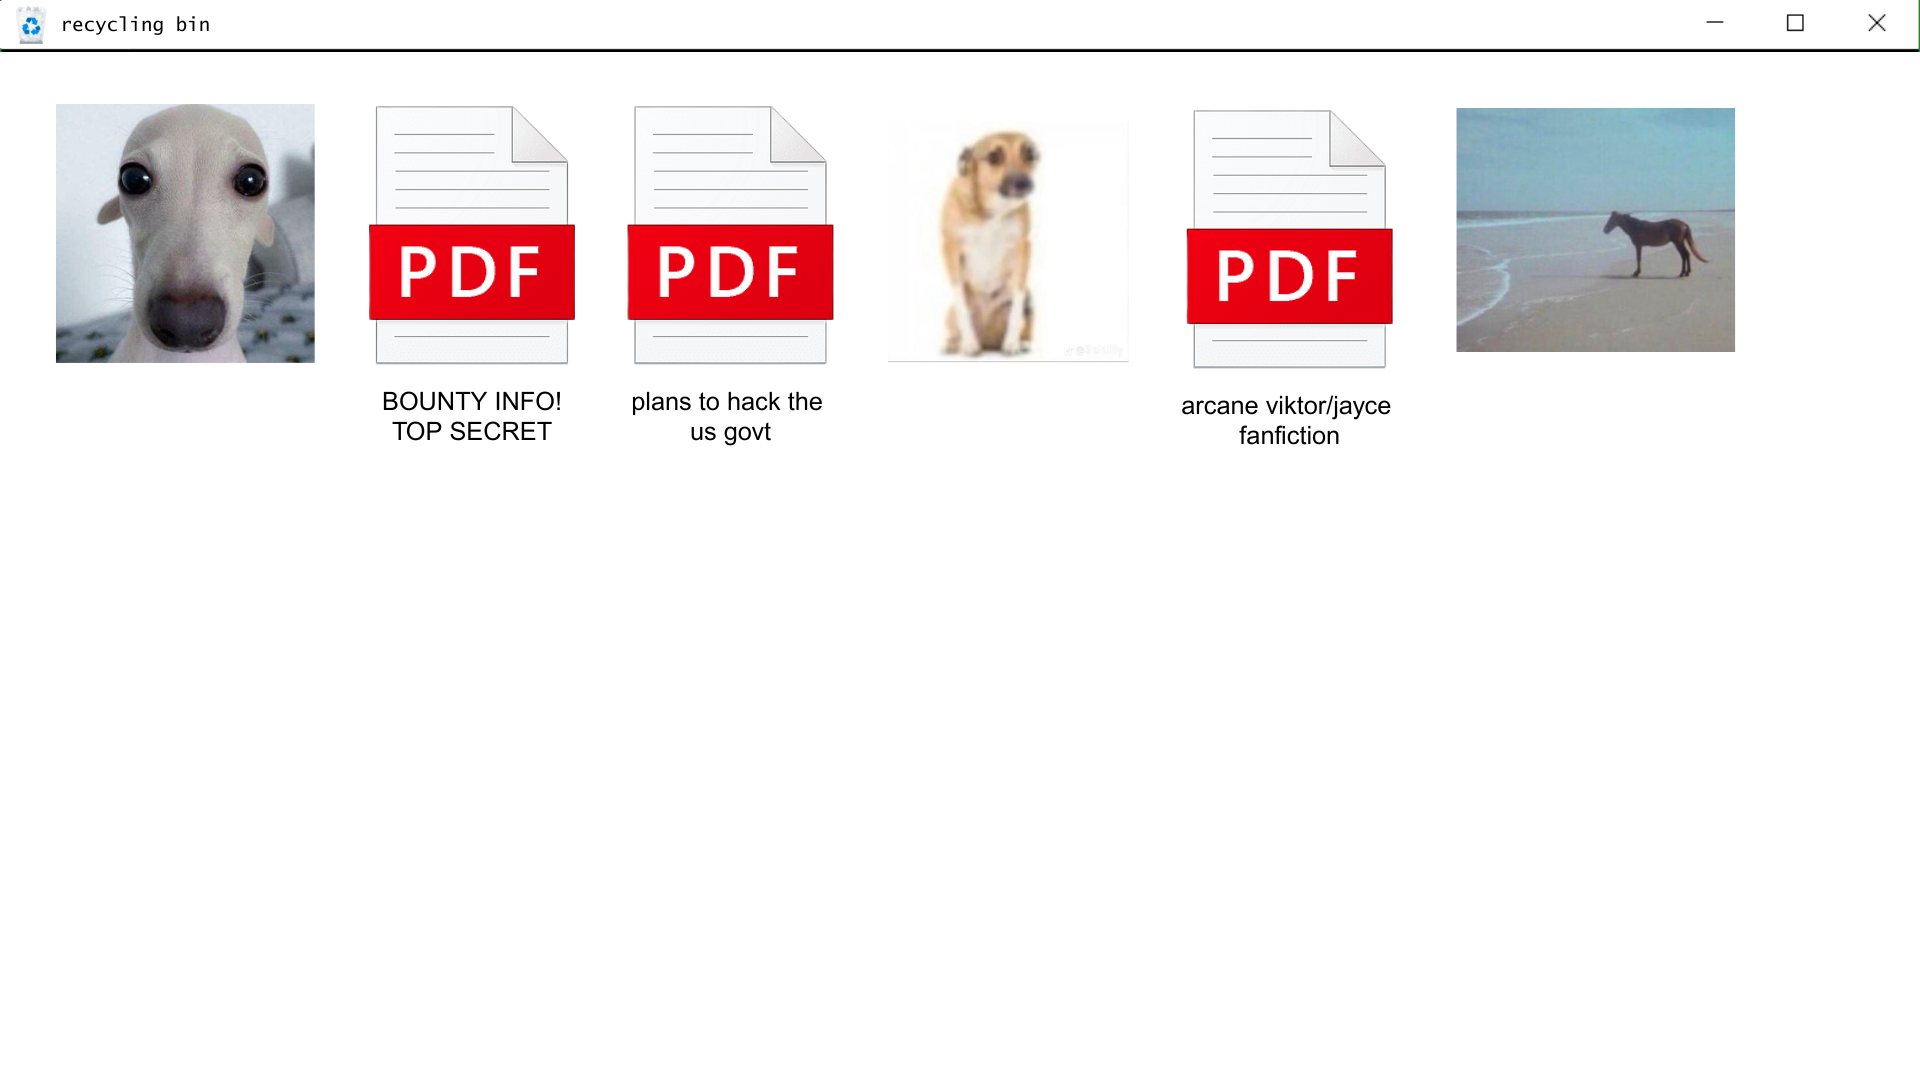 recycling bin
PDF
PDF
PDF
BOUNTY INFO!
TOP SECRET
plans to hack the
us govt
arcane viktor/jayce
fanfiction